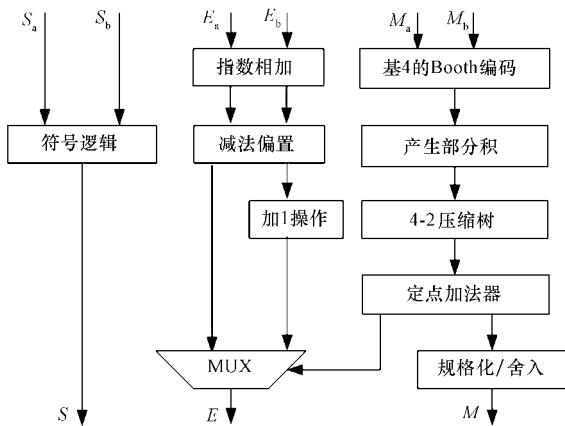 Sa
Sb
Ea
Eb
Ma
Mb
指数相加
基4的Booth编码
符号逻辑
减法偏置
产生部分积
加1操作
4-2压缩树
定点加法器
MUX
规格化/舍入
S
E
M